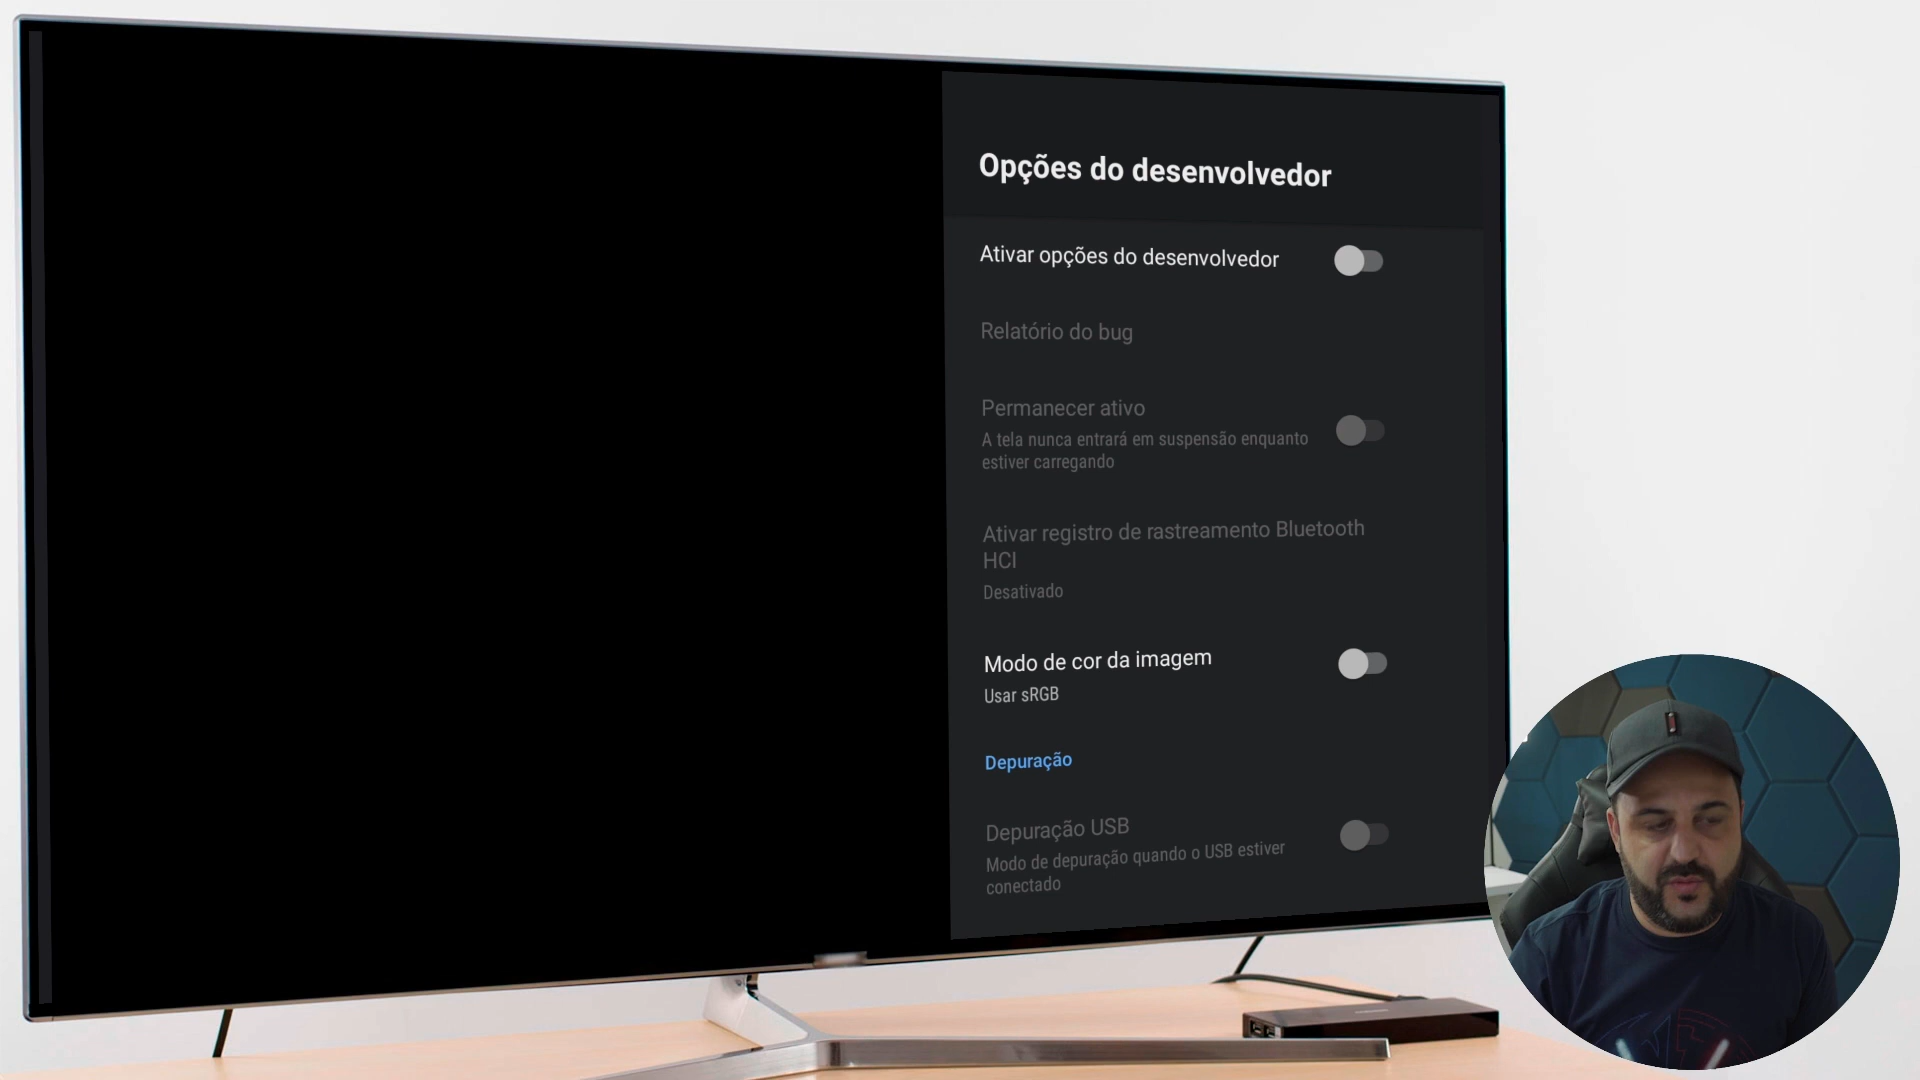 Opções do desenvolvedor
Ativar opções do desenvolvedor
Relatório do bug
Permanecer ativo
A tela nunca entrará em suspensão enquanto
estiver carregando
Ativar registro de rastreamento Bluetooth
HCI
Desativado
Modo de cor da imagem
Usar sRGB
Depuração
Depuração USB
Modo de depuração quando o USB estiver
conectado